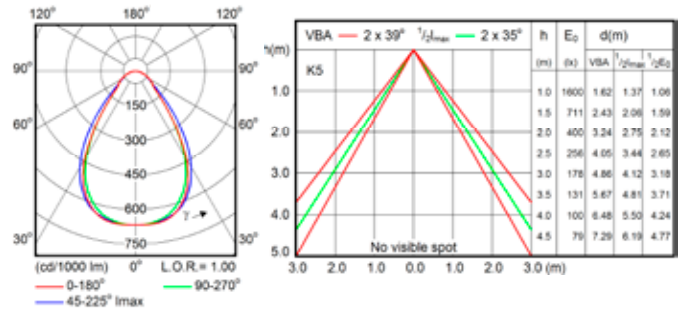 120° 180° 120°
90° 90°
150
60° 60°
300
450
600
γ
30° 750 30°
(cd/1000 lm) 0° L.O.R.= 1.00
0-180° 90-270°
45-225° Imax
VBA 2 x 39° 1/2Imax 2 x 35°
h(m)
K5
1.0
2.0
3.0
4.0
5.0
No visible spot
3.0 2.0 1.0 0.0 1.0 2.0 3.0 (m)
h E0 d(m)
(m) (lx) VBA 1/2Imax 1/2E0
1.0 1600 1.62 1.37 1.06
1.5 711 2.43 2.06 1.59
2.0 400 3.24 2.75 2.12
2.5 256 4.05 3.44 2.65
3.0 178 4.86 4.12 3.18
3.5 131 5.67 4.81 3.71
4.0 100 6.48 5.50 4.24
4.5 79 7.29 6.19 4.77